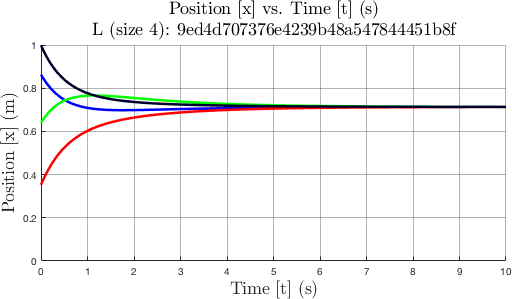 Position [x] vs. Time [t] (s)
L (size 4): 9ed4d707376e4239b48a547844451b8f
Position [x] (m)
1
0.8
0.6
0.4
0.2
0
0 1 2 3 4 5 6 7 8 9 10
Time [t] (s)